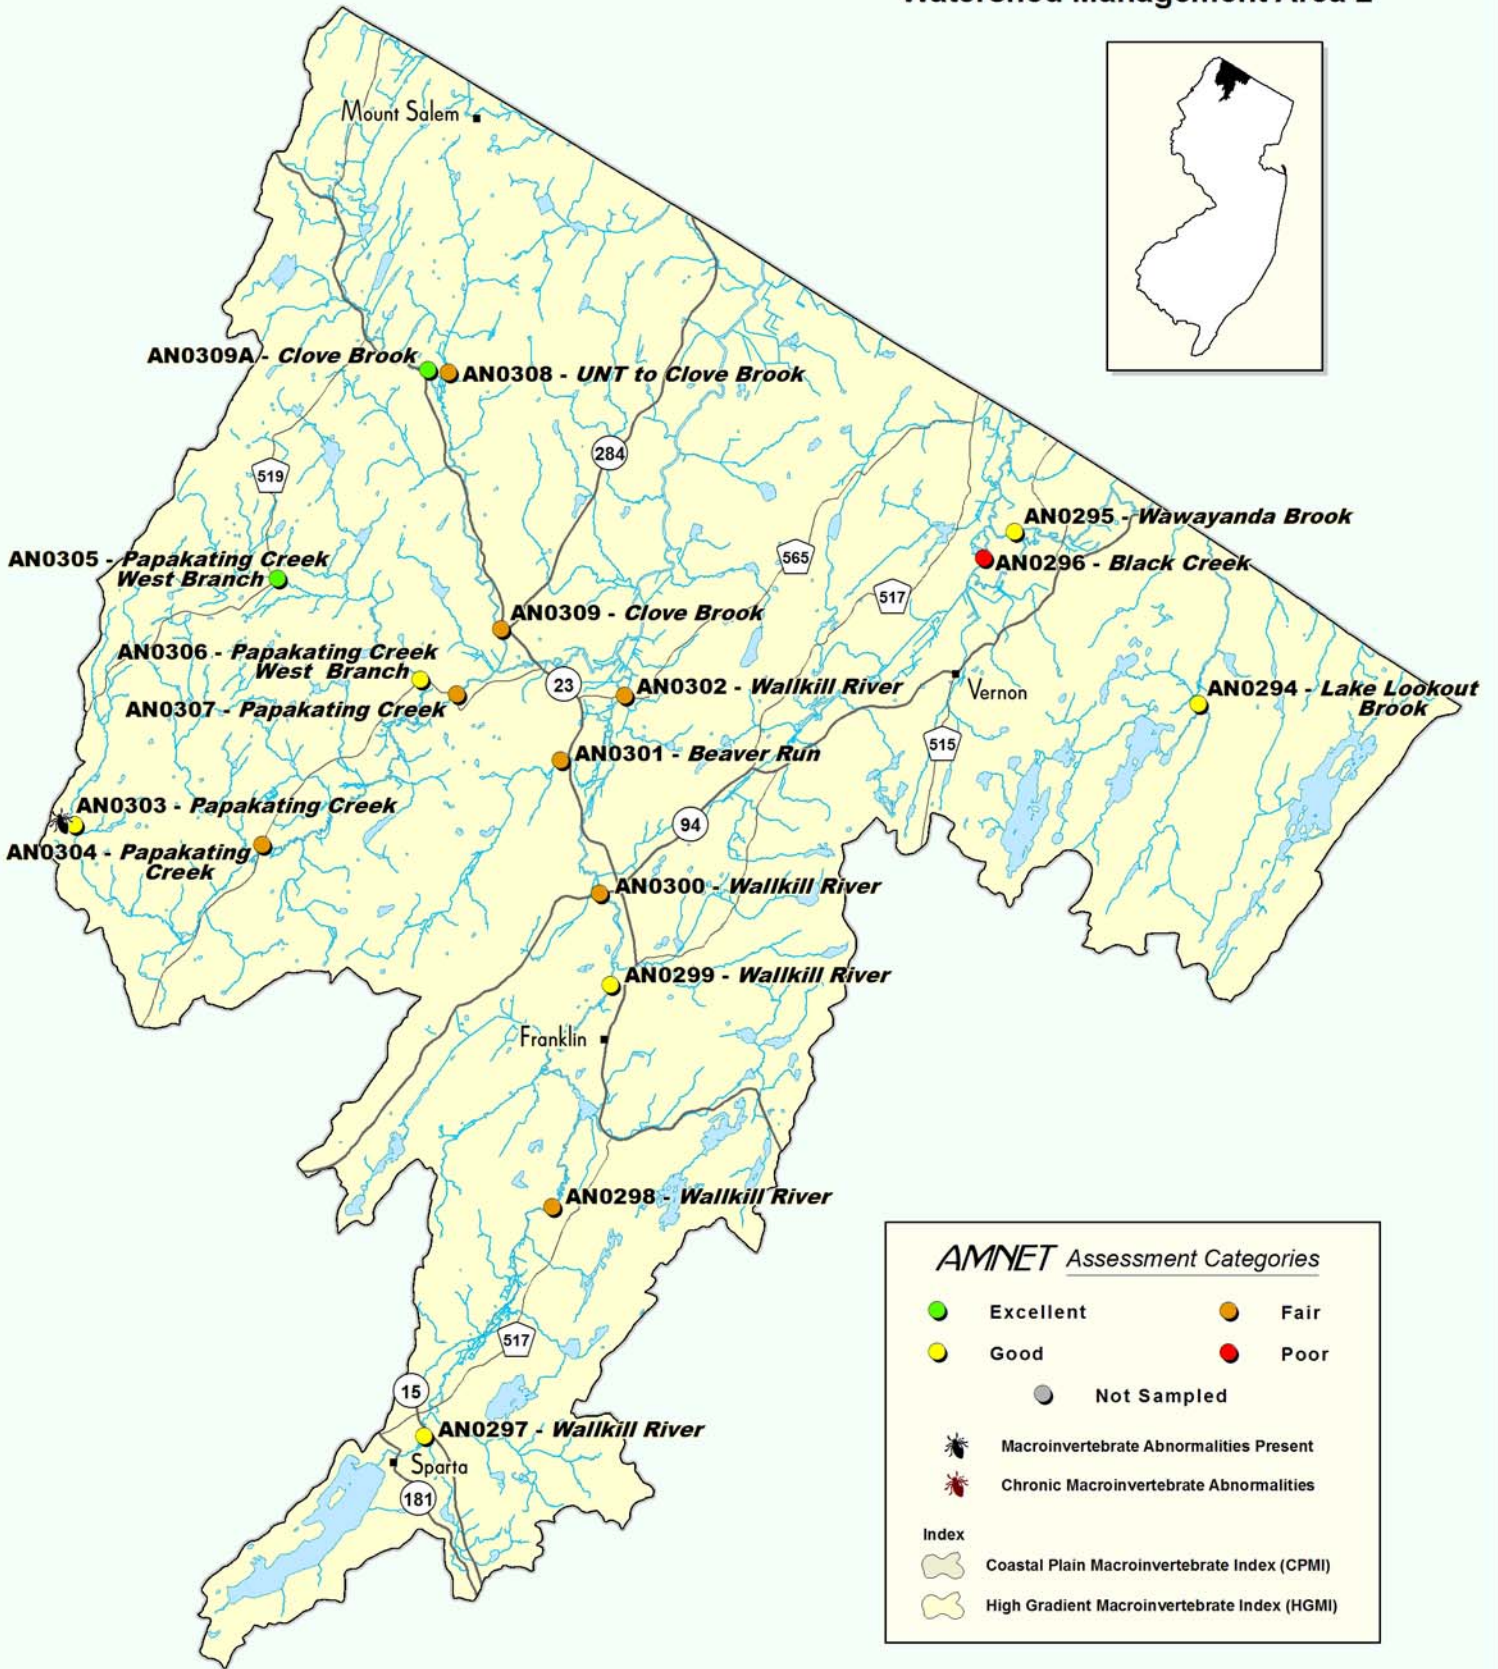 Watershed Management Area 2
Mount Salem
AN0309A - Clove Brook
AN0308 - UNT to Clove Brook
284
519
AN0295 - Wawayanda Brook
565
AN0296 - Black Creek
AN0305 - Papakating Creek
West Branch
517
AN0309 - Clove Brook
AN0306 - Papakating Creek
West Branch
23
AN0302 - Wallkill River
Vernon
AN0294 - Lake Lookout
Brook
AN0307 - Papakating Creek
515
AN0301 - Beaver Run
AN0303 - Papakating Creek
94
AN0304 - Papakating
Creek
AN0300 - Wallkill River
AN0299 - Wallkill River
Franklin
AN0298 - Wallkill River
517
15
AN0297 - Wallkill River
Sparta
181
AMNET Assessment Categories
Excellent
Fair
Good
Poor
Not Sampled
Macroinvertebrate Abnormalities Present
Chronic Macroinvertebrate Abnormalities
Index
Coastal Plain Macroinvertebrate Index (CPMI)
High Gradient Macroinvertebrate Index (HGMI)